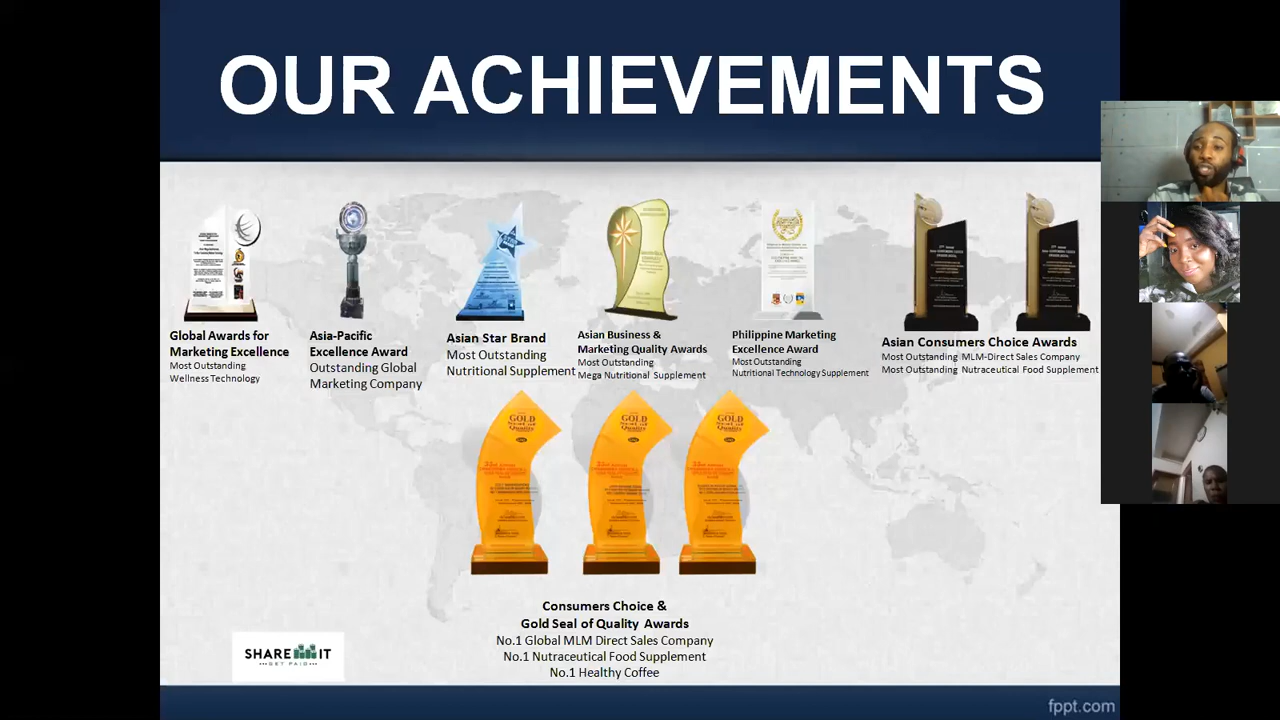 OUR ACHIEVEMENTS
Global Awards for
Marketing Excellence
Most Outstanding
Wellness Technology
Asia-Pacific
Excellence Award
Outstanding Global
Marketing Company
Asian Star Brand
Most Outstanding
Nutritional Supplement
Asian Business &
Marketing Quality Awards
Most Outstanding
Mega Nutritional Supplement
Philippine Marketing
Excellence Award
Most Outstanding
Nutritional Technology Supplement
Asian Consumers Choice Awards
Most Outstanding MLM-Direct Sales Company
Most Outstanding Nutraceutical Food Supplement
GOLD
Quality
GOLD
Quality
GOLD
Quality
Consumers Choice &
Gold Seal of Quality Awards
No.1 Global MLM Direct Sales Company
No.1 Nutraceutical Food Supplement
No.1 Healthy Coffee
SHARE IT
GET PAID
fppt.com